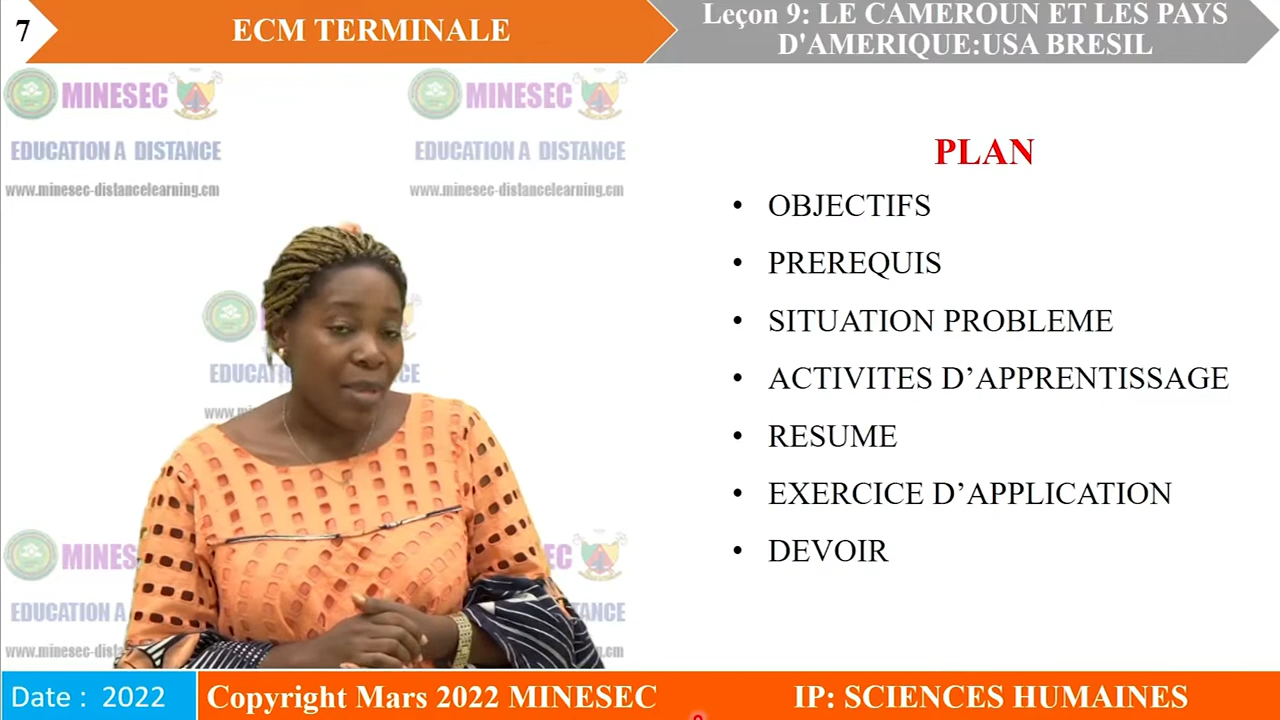 7
ECM TERMINALE
Leçon 9: LE CAMEROUN ET LES PAYS
D'AMERIQUE:USA BRESIL
MINESEC
MINESEC
EDUCATION A DISTANCE
EDUCATION A DISTANCE
www.minesec-distancelearning.cm
www.minesec-distancelearning.cm
PLAN
• OBJECTIFS
• PREREQUIS
• SITUATION PROBLEME
• ACTIVITES D’APPRENTISSAGE
• RESUME
• EXERCICE D’APPLICATION
• DEVOIR
Date : 2022
Copyright Mars 2022 MINESEC
IP: SCIENCES HUMAINES